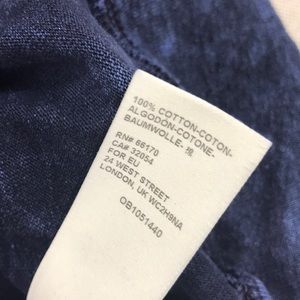 100% COTTON-COTON-
ALGODON-COTONE-
BAUMWOLLE- 棉
RN# 66170
CA# 32054
FOR EU
24 WEST STREET
LONDON, UK WC2H9NA
OB1051440